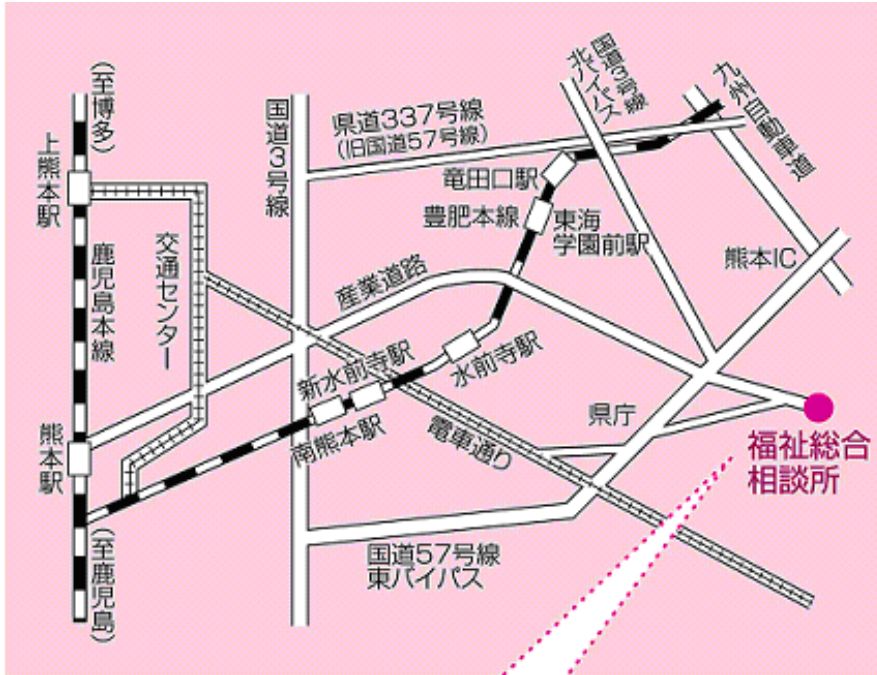 (至博多)
上熊本駅
鹿児島本線
熊本駅
(至鹿児島)
交通センター
国道3号線
県道337号線
(旧国道57号線)
国道3号線
北バイパス
九州自動車道
竜田口駅
豊肥本線
東海
学園前駅
熊本IC
産業道路
新水前寺駅
水前寺駅
南熊本駅
電車通り
県庁
福祉総合
相談所
国道57号線
東バイパス